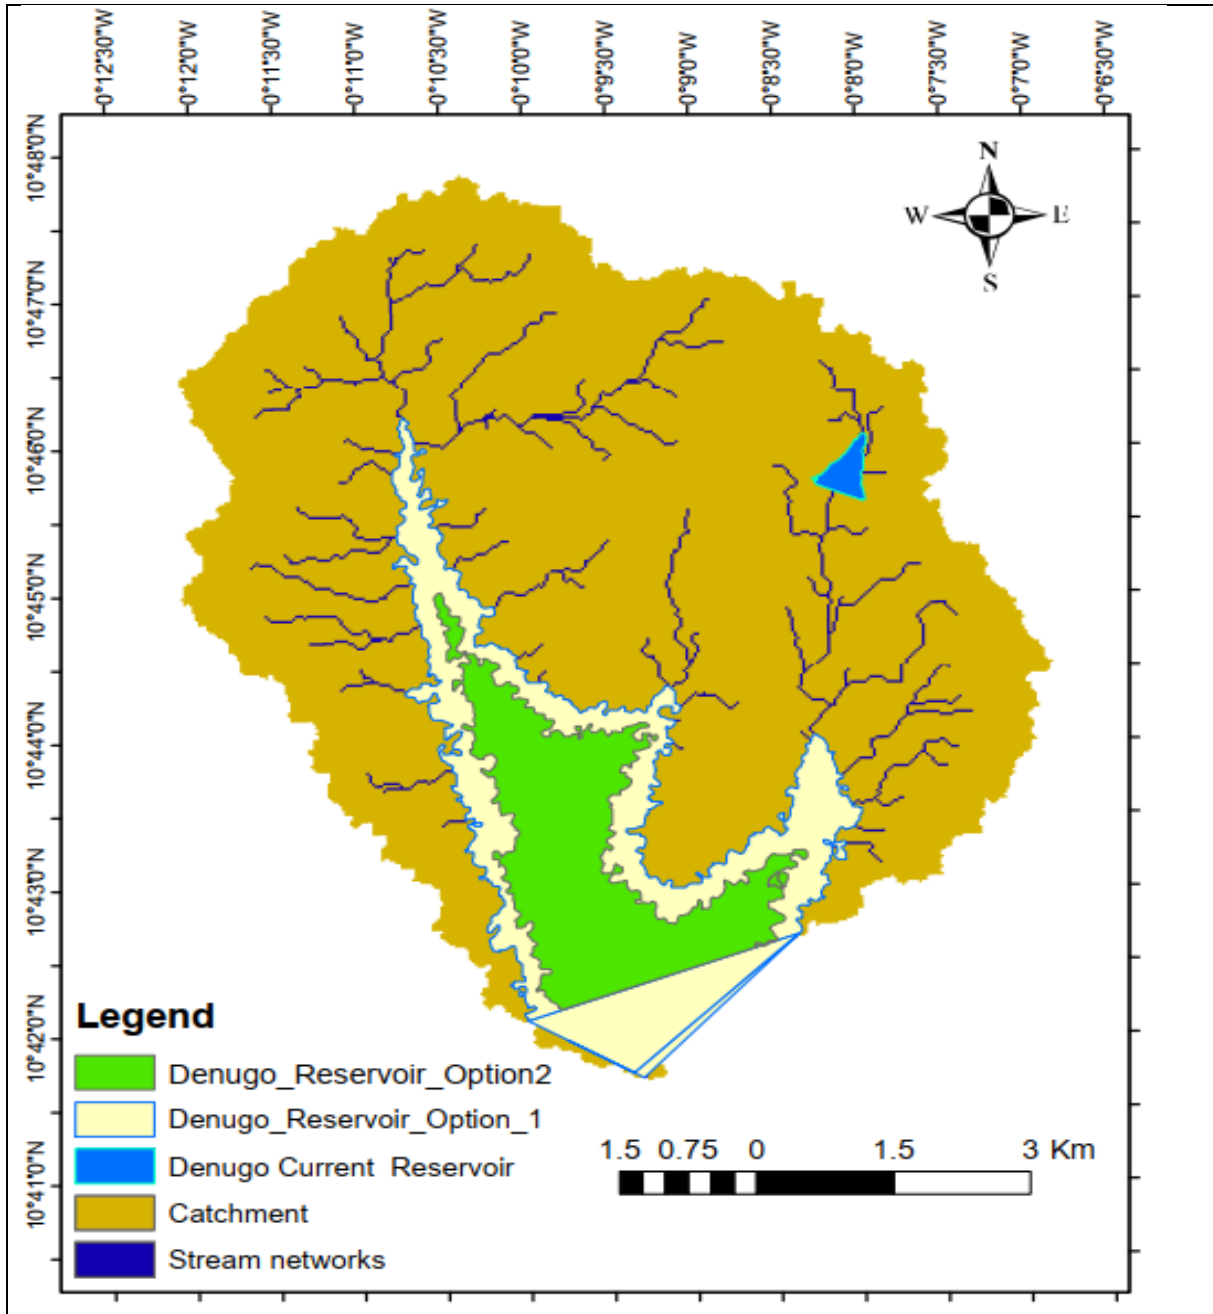 0°12'30"W 0°12'0"W 0°11'30"W 0°11'0"W 0°10'30"W 0°10'0"W 0°9'30"W 0°9'0"W 0°8'30"W 0°8'0"W 0°7'30"W 0°7'0"W 0°6'30"W
10°48'0"N
10°47'0"N
10°46'0"N
10°45'0"N
10°44'0"N
10°43'0"N
10°42'0"N
10°41'0"N
N
W E
S
Legend
Denugo_Reservoir_Option2
Denugo_Reservoir_Option_1
Denugo Current Reservoir
Catchment
Stream networks
1.5 0.75 0 1.5 3 Km